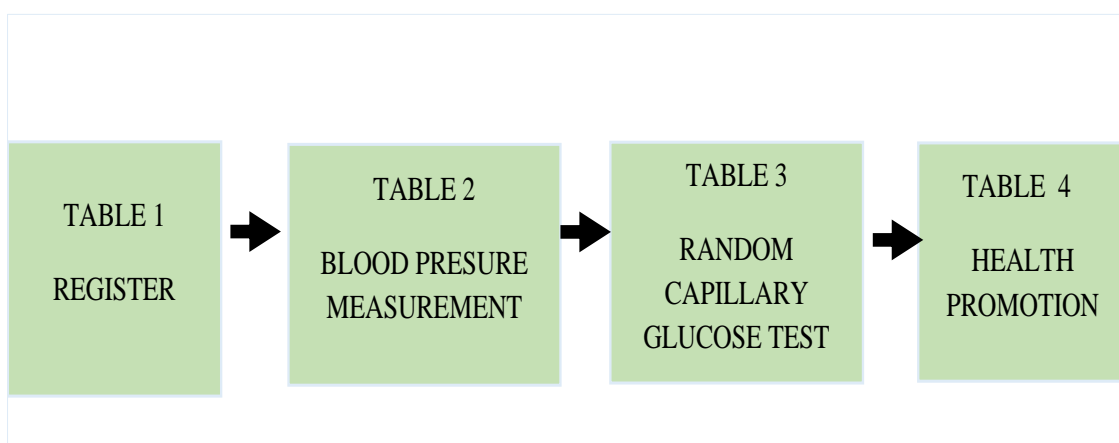 TABLE 1
REGISTER
TABLE 2
BLOOD PRESURE
MEASUREMENT
TABLE 3
RANDOM
CAPILLARY
GLUCOSE TEST
TABLE 4
HEALTH
PROMOTION